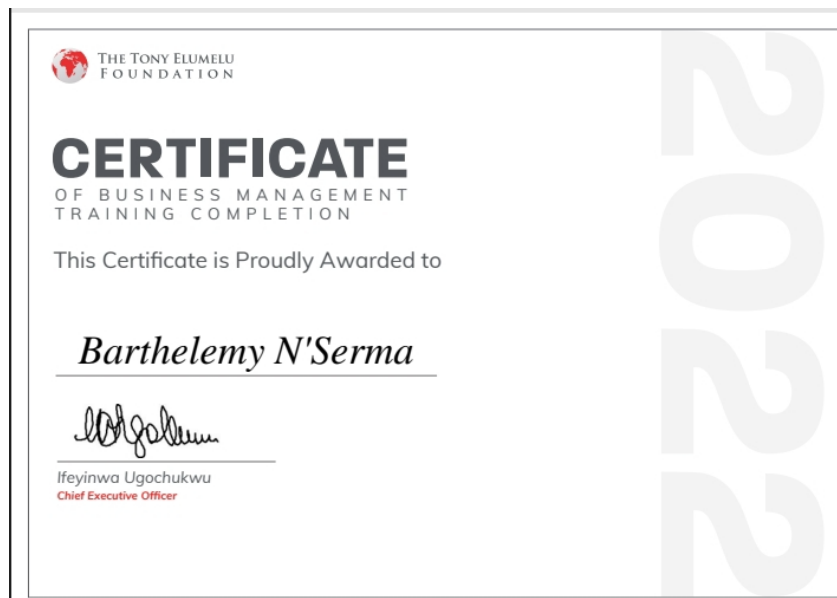 THE TONY ELUMELU
FOUNDATION
CERTIFICATE
OF BUSINESS MANAGEMENT
TRAINING COMPLETION
This Certificate is Proudly Awarded to
Barthelemy N'Serma
Ifeyinwa Ugochukwu
Chief Executive Officer
2022